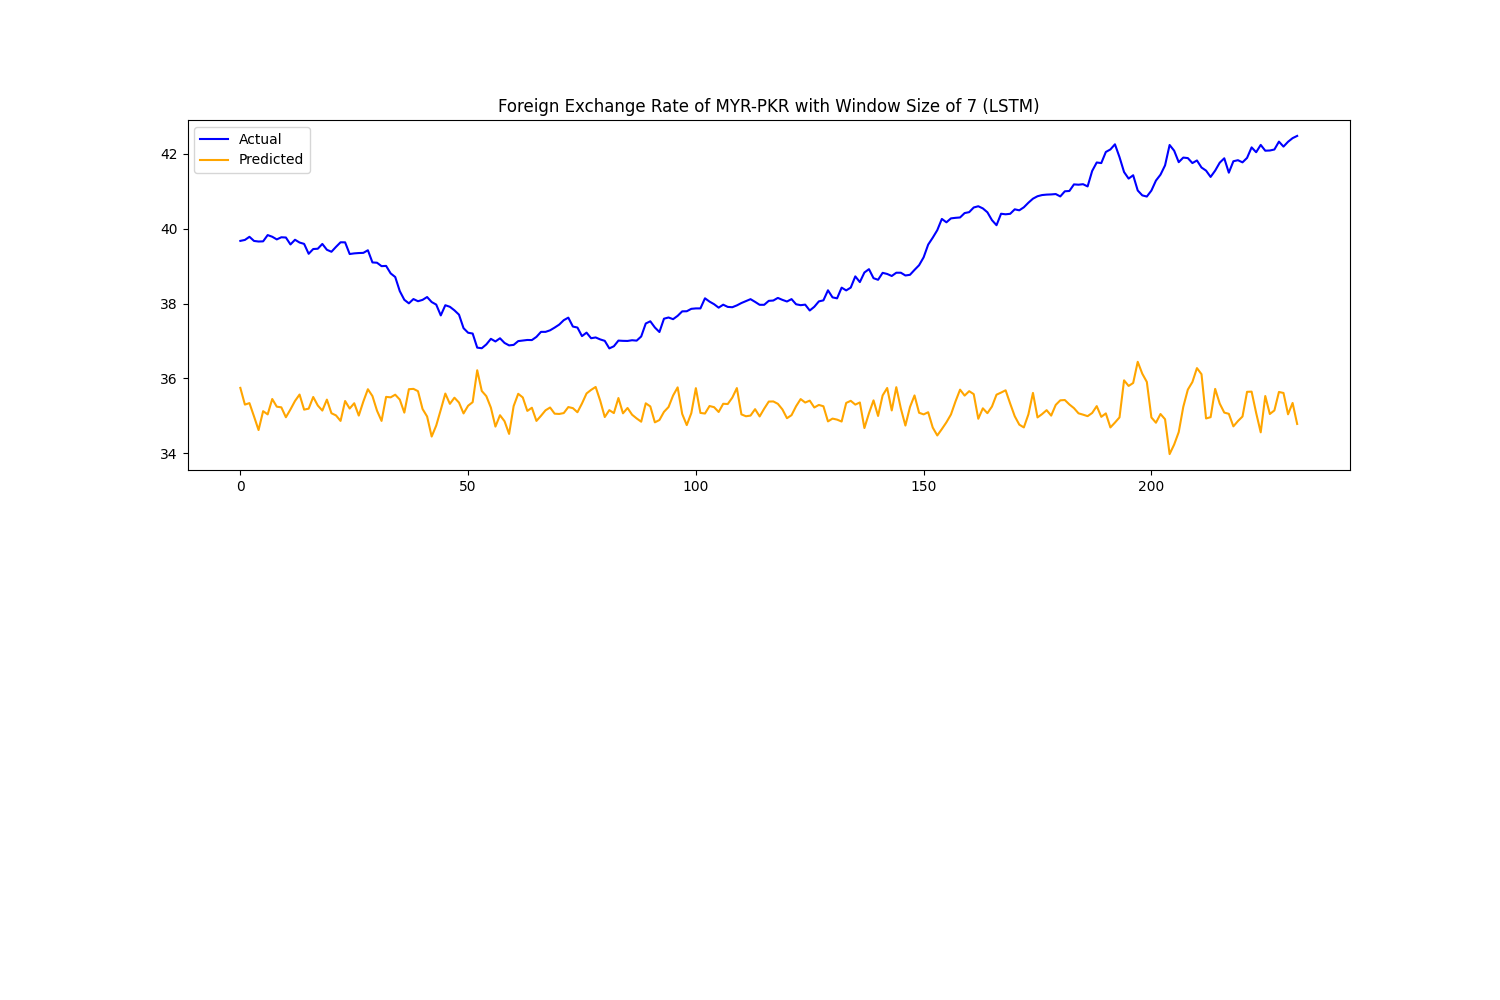 Foreign Exchange Rate of MYR-PKR with Window Size of 7 (LSTM)
Actual
Predicted
42
40
38
36
34
0 50 100 150 200